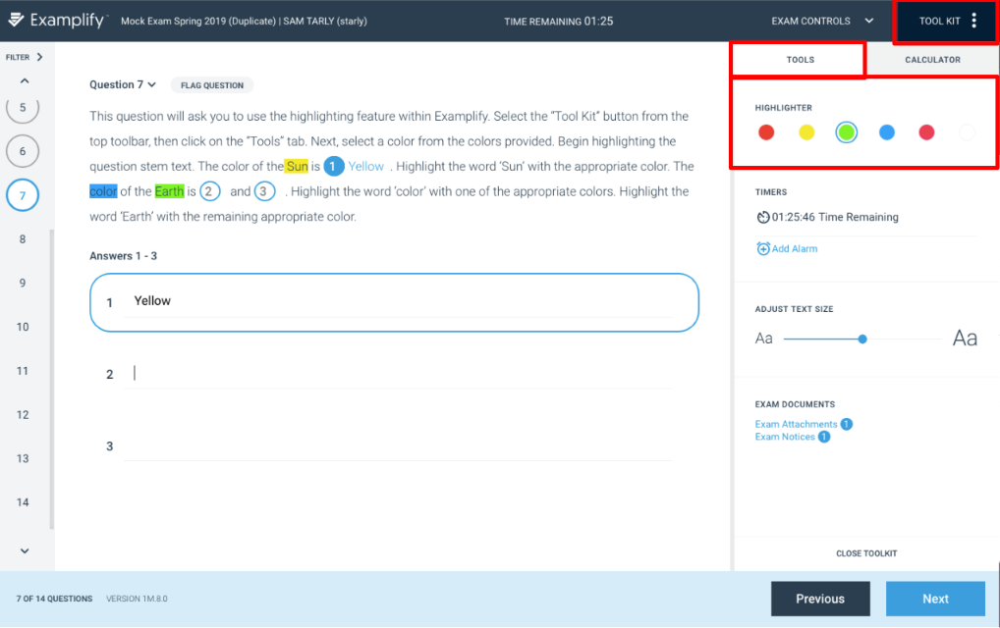 Examplify Mock Exam Spring 2019 (Duplicate) | SAM TARLY (starly) TIME REMAINING 01:25 EXAM CONTROLS TOOL KIT
FILTER
5
6
7
8
9
10
11
12
13
14
Question 7 FLAG QUESTION
This question will ask you to use the highlighting feature within Examplify. Select the “Tool Kit” button from the
top toolbar, then click on the “Tools” tab. Next, select a color from the colors provided. Begin highlighting the
question stem text. The color of the Sun is 1 Yellow . Highlight the word ‘Sun’ with the appropriate color. The
color of the Earth is 2 and 3 . Highlight the word ‘color’ with one of the appropriate colors. Highlight the
word ‘Earth’ with the remaining appropriate color.
Answers 1 - 3
1 Yellow
2
3
TOOLS CALCULATOR
HIGHLIGHTER
TIMERS
01:25:46 Time Remaining
Add Alarm
ADJUST TEXT SIZE
Aa Aa
EXAM DOCUMENTS
Exam Attachments 1
Exam Notices 1
CLOSE TOOLKIT
7 OF 14 QUESTIONS VERSION 1M.8.0 Previous Next